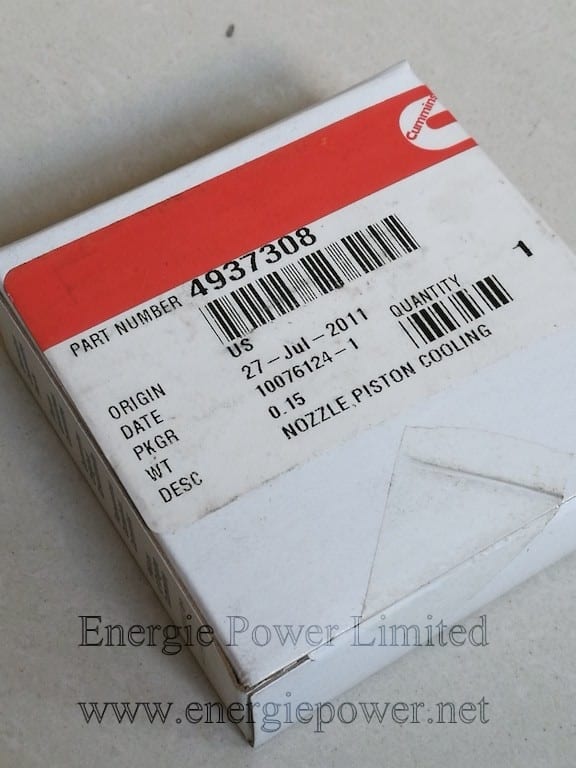 Cummins
PART NUMBER 4937308
ORIGIN US
DATE 27-Jul-2011
PKGR 10076124-1
WT 0.15
DESC NOZZLE,PISTON COOLING
QUANTITY 1
Energie Power Limited
www.energiepower.net